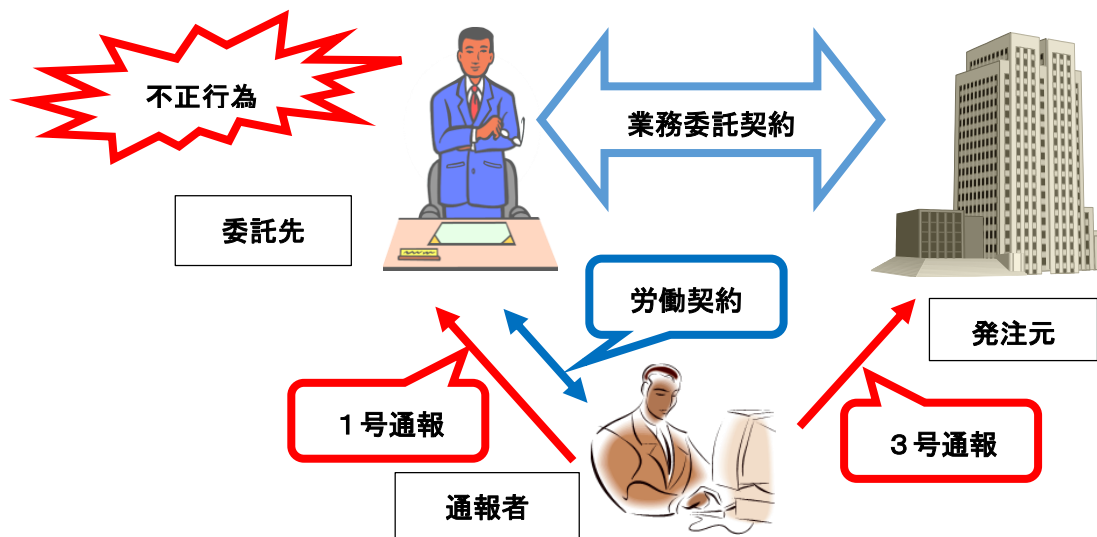 不正行為
業務委託契約
委託先
労働契約
発注元
１号通報
３号通報
通報者